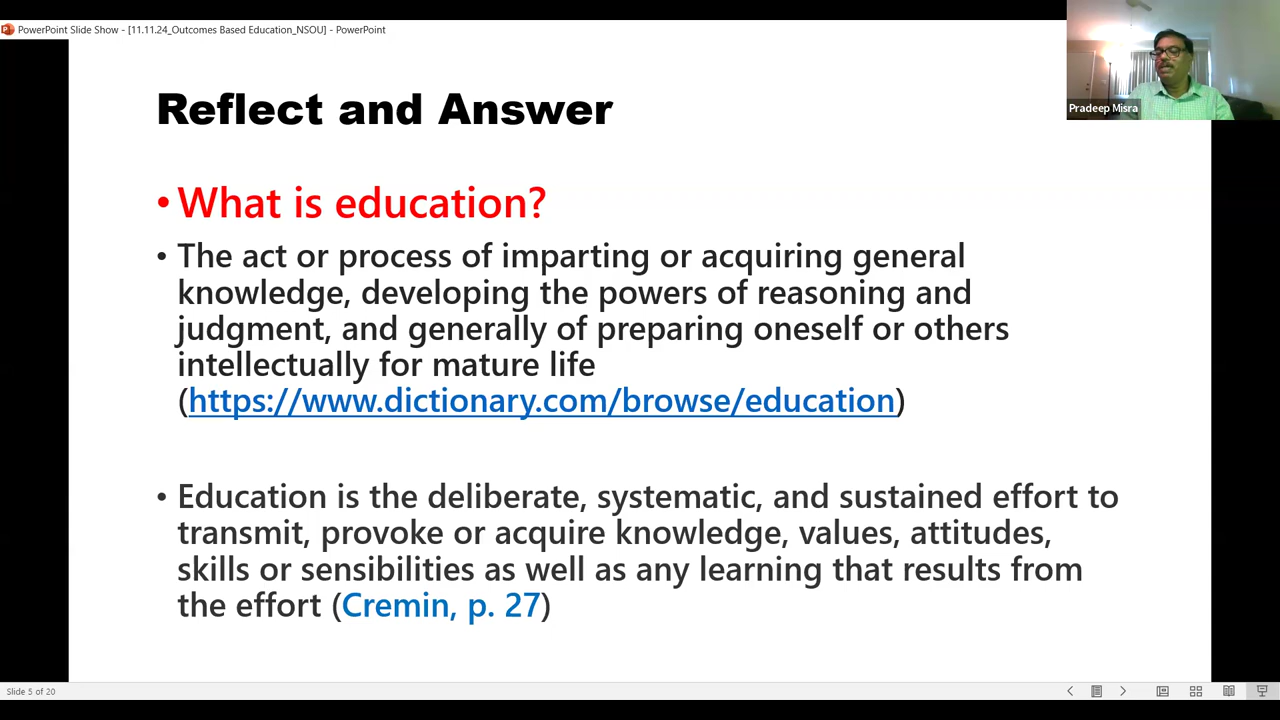 PowerPoint Slide Show - [11.11.24_Outcomes Based Education_NSOU] - PowerPoint
Pradeep Misra
Reflect and Answer
• What is education?
• The act or process of imparting or acquiring general
knowledge, developing the powers of reasoning and
judgment, and generally of preparing oneself or others
intellectually for mature life
(https://www.dictionary.com/browse/education)
• Education is the deliberate, systematic, and sustained effort to
transmit, provoke or acquire knowledge, values, attitudes,
skills or sensibilities as well as any learning that results from
the effort (Cremin, p. 27)
Slide 5 of 20